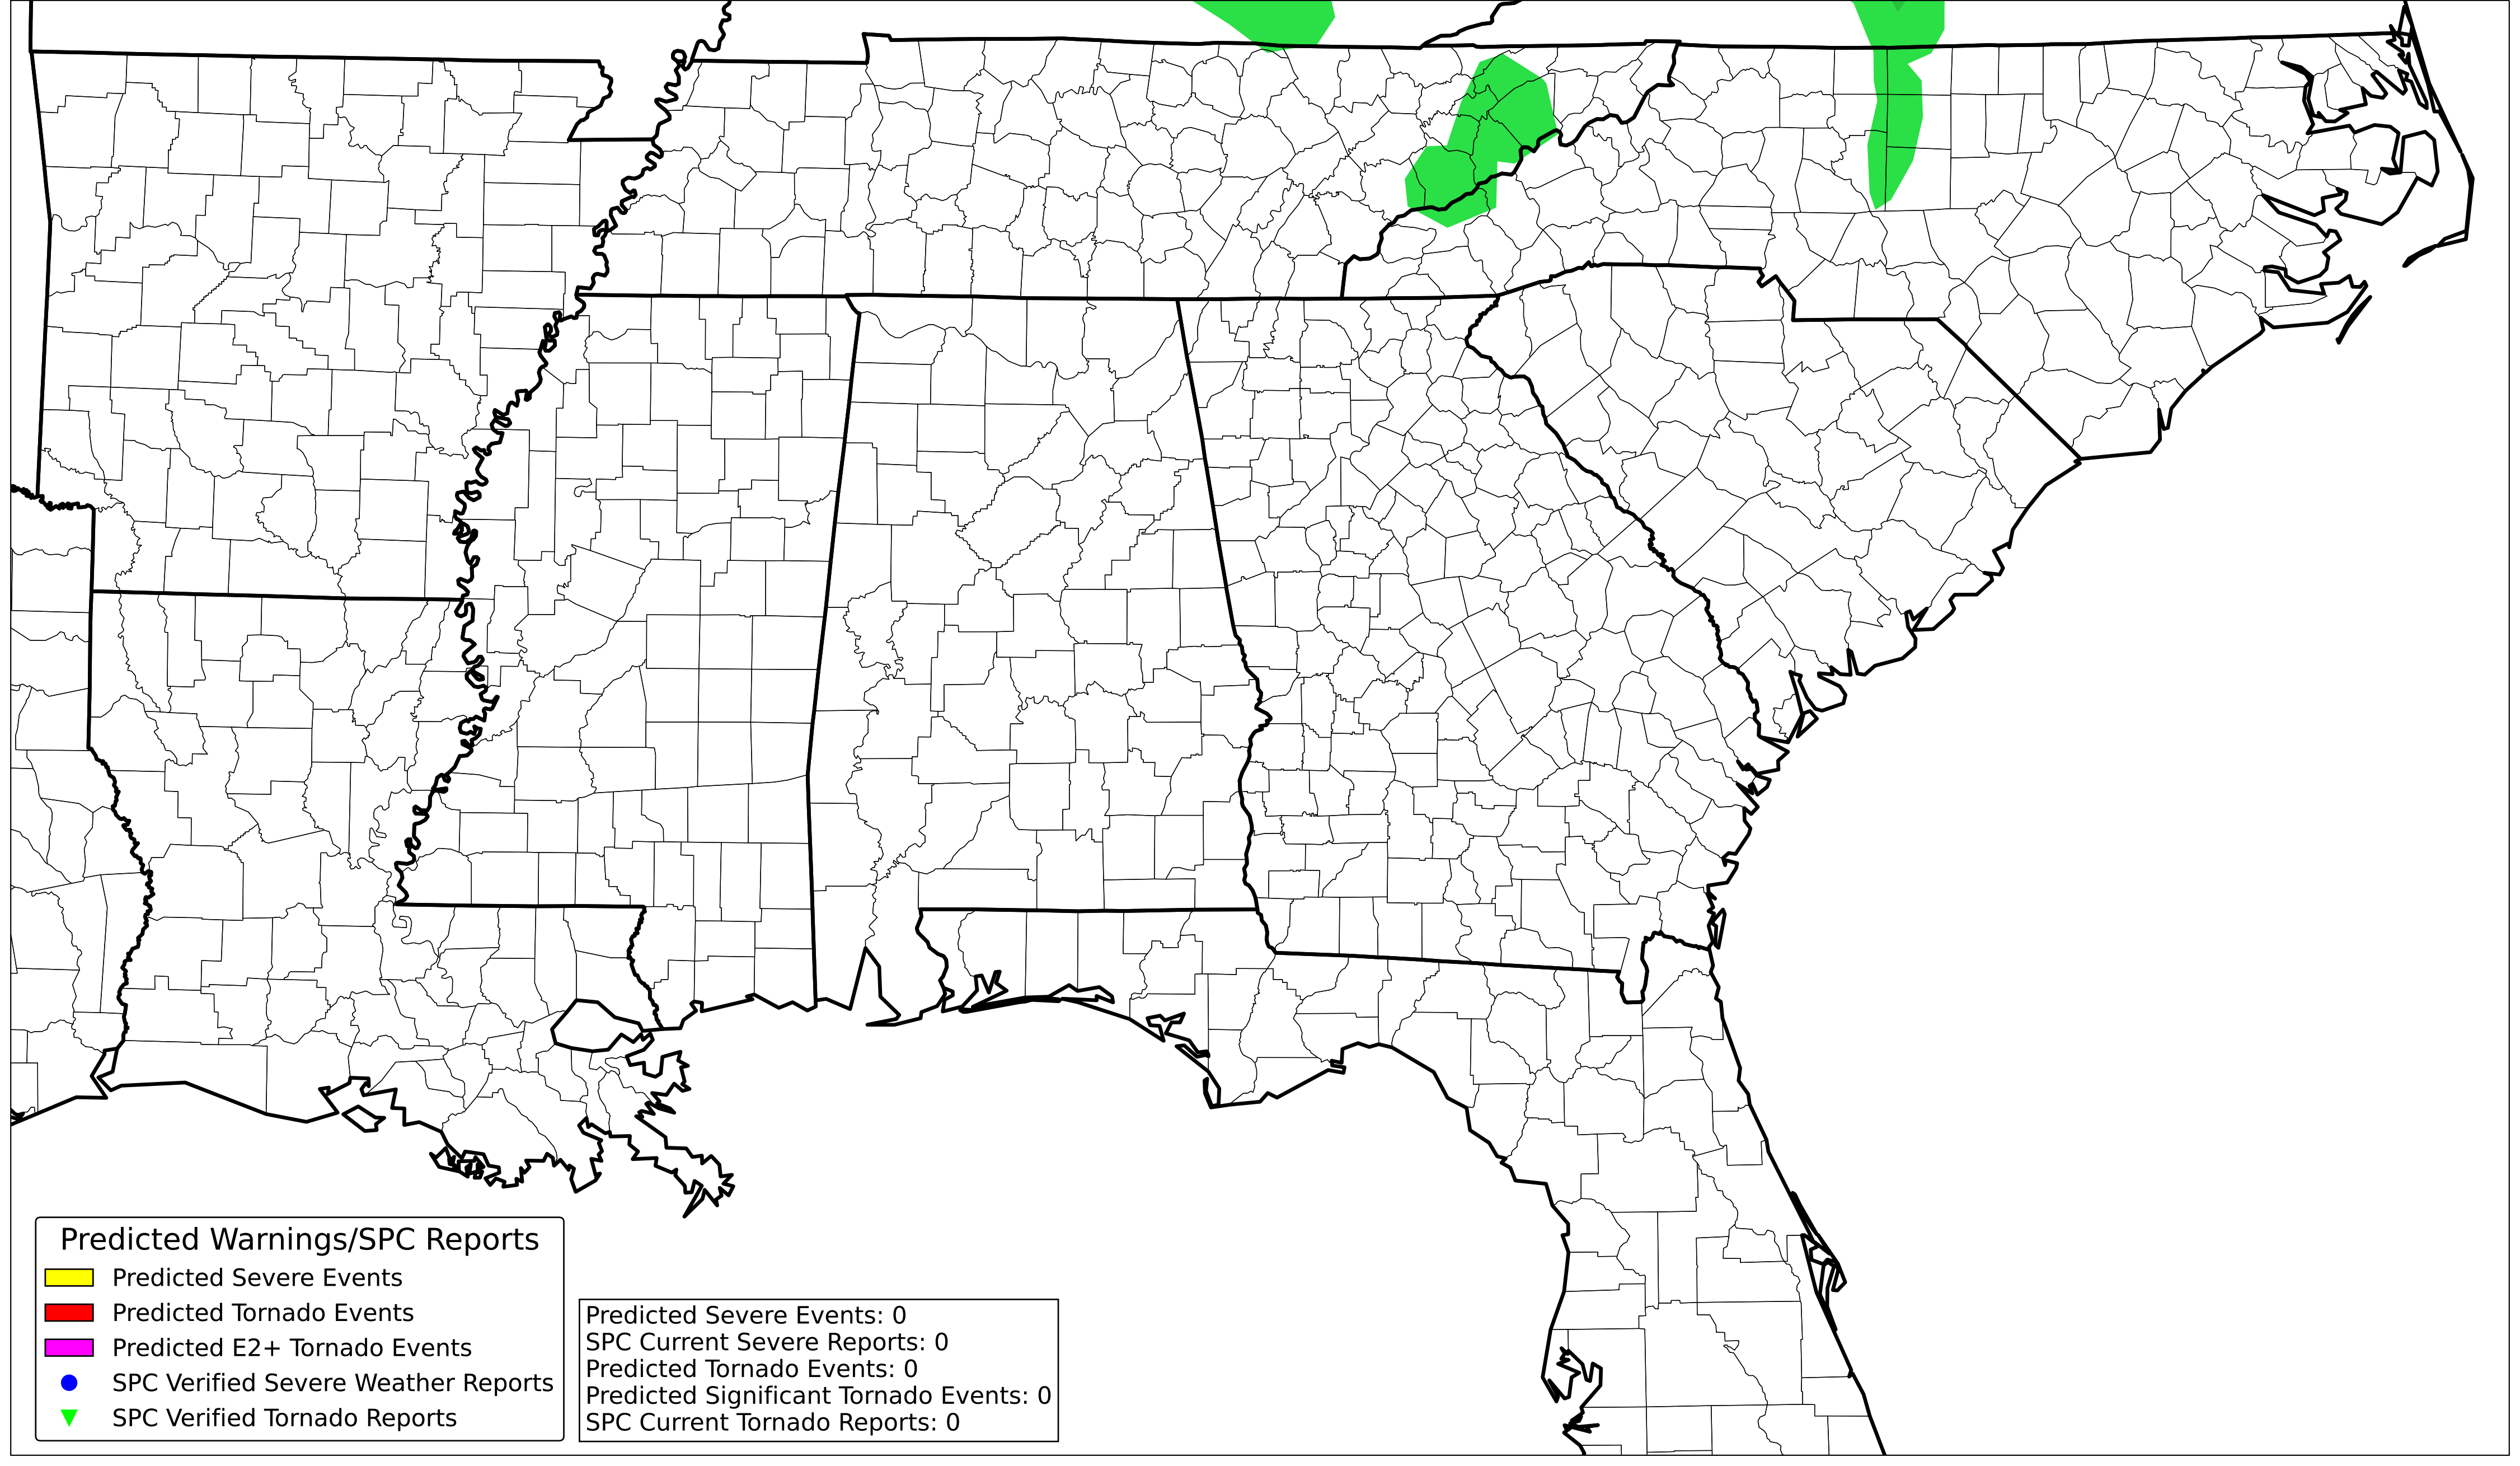 Predicted Warnings/SPC Reports
Predicted Severe Events
Predicted Tornado Events
Predicted E2+ Tornado Events
SPC Verified Severe Weather Reports
SPC Verified Tornado Reports
Predicted Severe Events: 0
SPC Current Severe Reports: 0
Predicted Tornado Events: 0
Predicted Significant Tornado Events: 0
SPC Current Tornado Reports: 0